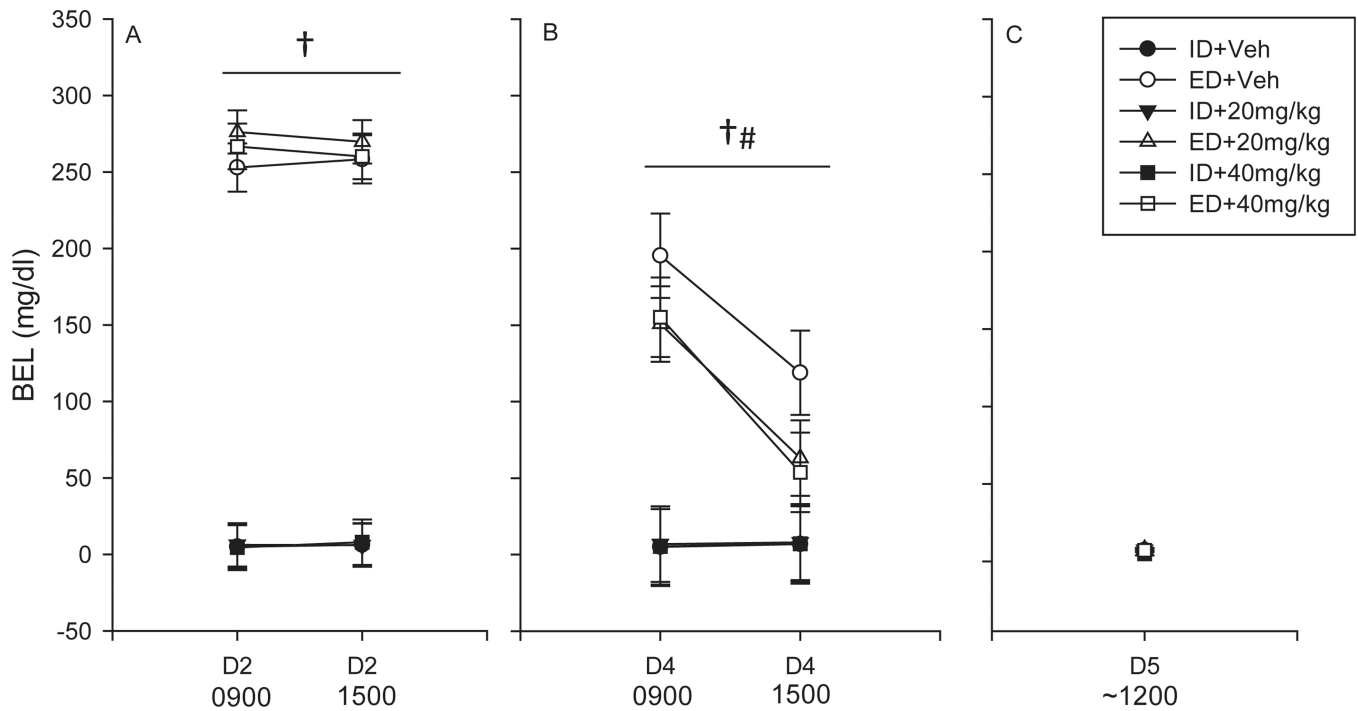 A
†
B
†#
C
ID+Veh
ED+Veh
ID+20mg/kg
ED+20mg/kg
ID+40mg/kg
ED+40mg/kg
BEL (mg/dl)
350
300
250
200
150
100
50
0
-50
D2 D2
0900 1500
D4 D4
0900 1500
D5
~1200